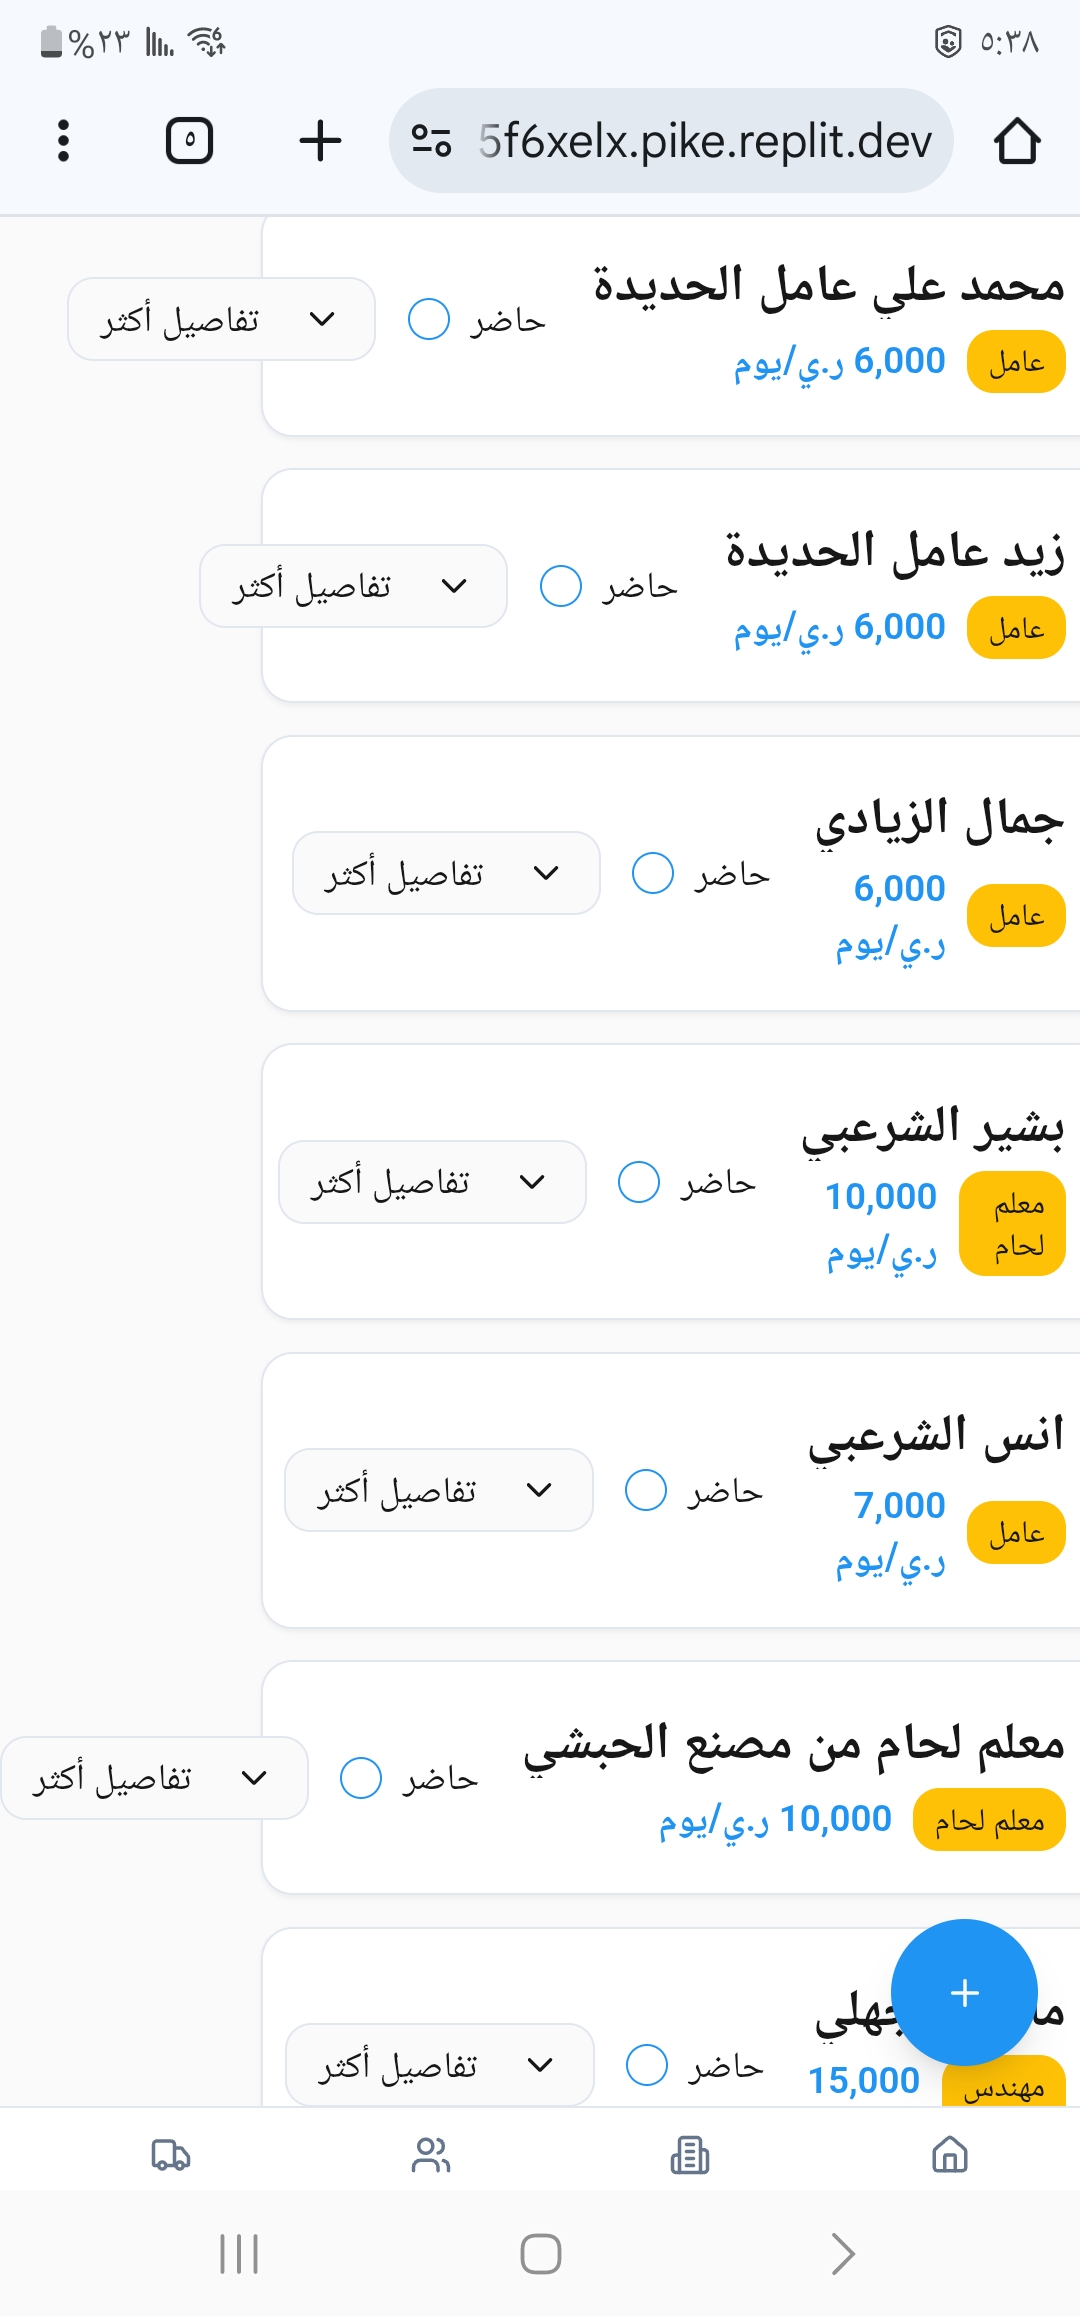 ٥:٣٨
%٢٣
5f6xelx.pike.replit.dev
٥
محمد علي عامل الحديدة
عامل
6,000 ر.ي/يوم
حاضر
تفاصيل أكثر
زيد عامل الحديدة
عامل
6,000 ر.ي/يوم
حاضر
تفاصيل أكثر
جمال الزيادي
عامل
6,000
ر.ي/يوم
حاضر
تفاصيل أكثر
بشير الشرعبي
معلم
لحام
10,000
ر.ي/يوم
حاضر
تفاصيل أكثر
انس الشرعبي
عامل
7,000
ر.ي/يوم
حاضر
تفاصيل أكثر
معلم لحام من مصنع الحبشي
معلم لحام
10,000 ر.ي/يوم
حاضر
تفاصيل أكثر
مهندس
15,000
حاضر
تفاصيل أكثر